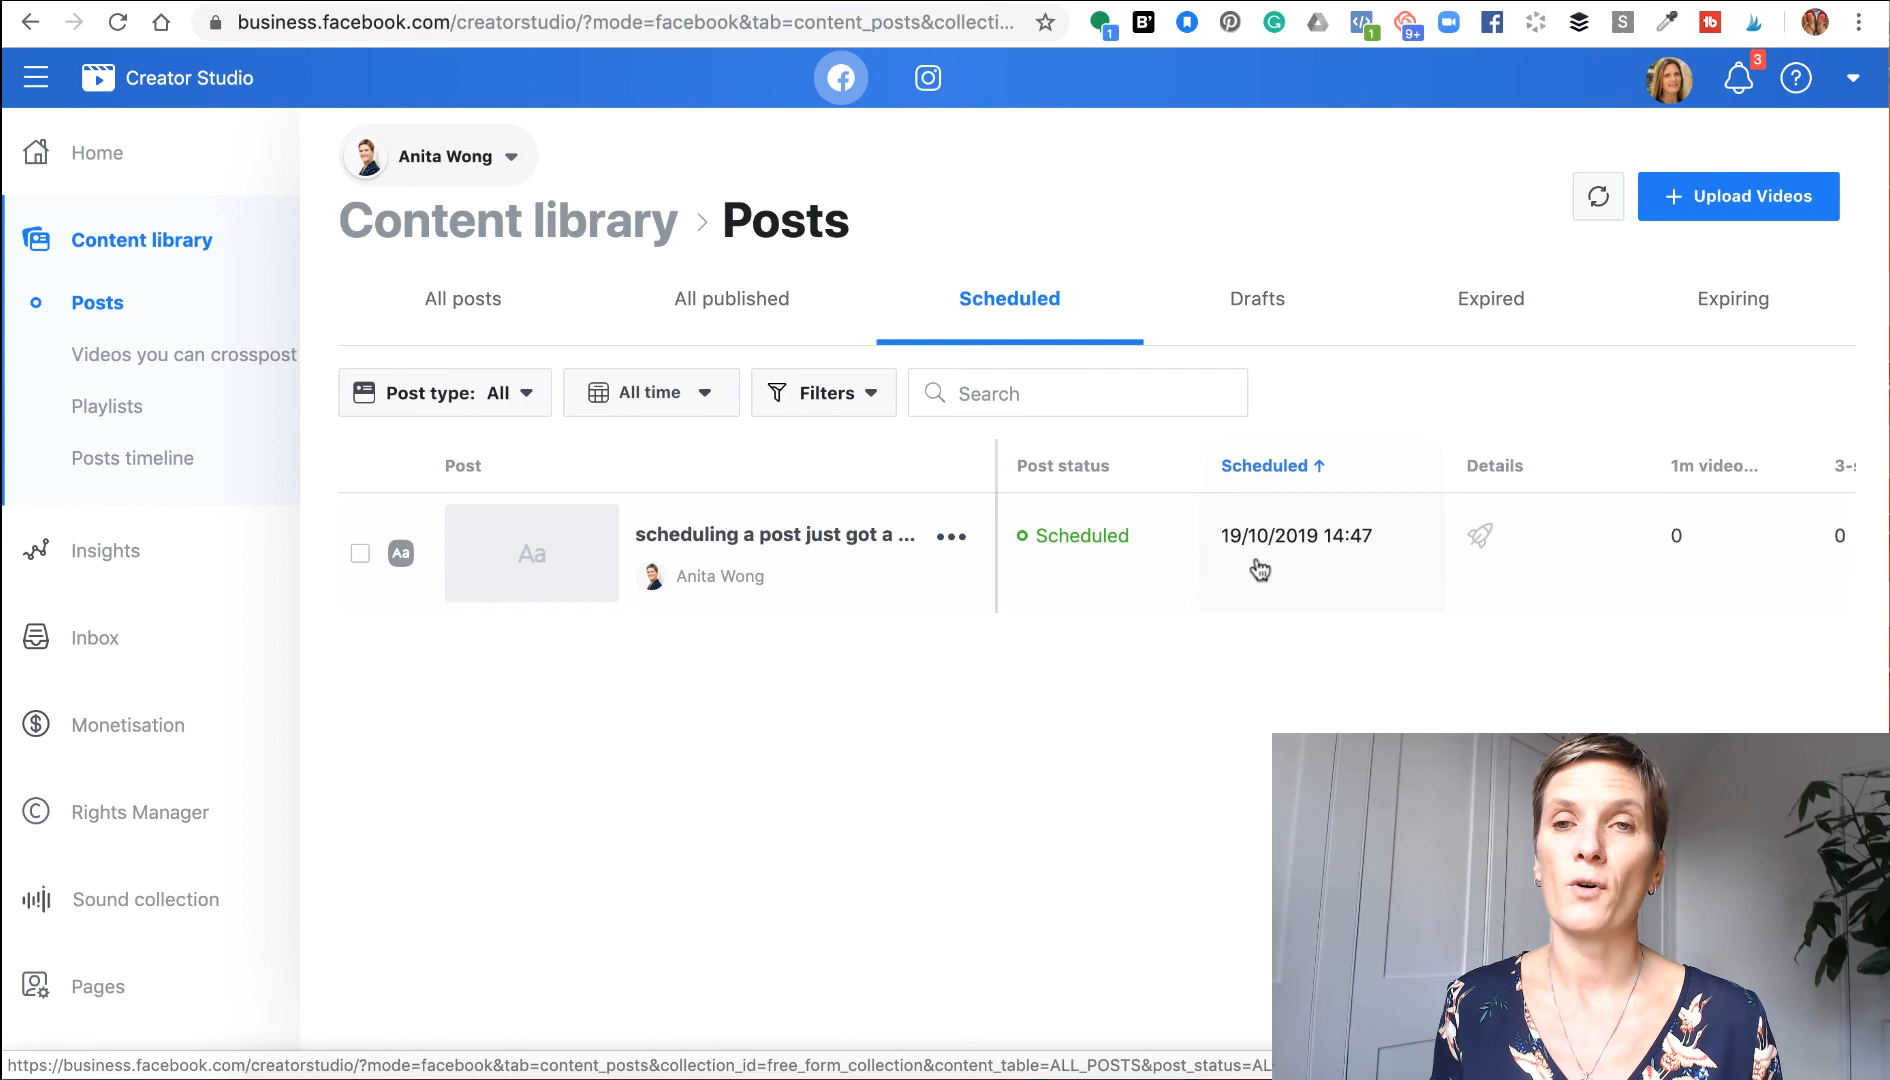 business.facebook.com/creatorstudio/?mode=facebook&tab=content_posts&collecti...
1
B'
1
9+
S
Creator Studio
3
Home
Anita Wong
Content library > Posts
+ Upload Videos
Content library
Posts
Videos you can crosspost
Playlists
Posts timeline
All posts
All published
Scheduled
Drafts
Expired
Expiring
Post type: All
All time
Filters
Search
Post
Post status
Scheduled ↑
Details
1m video...
Aa
Aa
scheduling a post just got a ...
Anita Wong
Scheduled
19/10/2019 14:47
0
0
Insights
Inbox
Monetisation
Rights Manager
Sound collection
Pages
https://business.facebook.com/creatorstudio/?mode=facebook&tab=content_posts&collection_id=free_form_collection&content_table=ALL_POSTS&post_status=AL